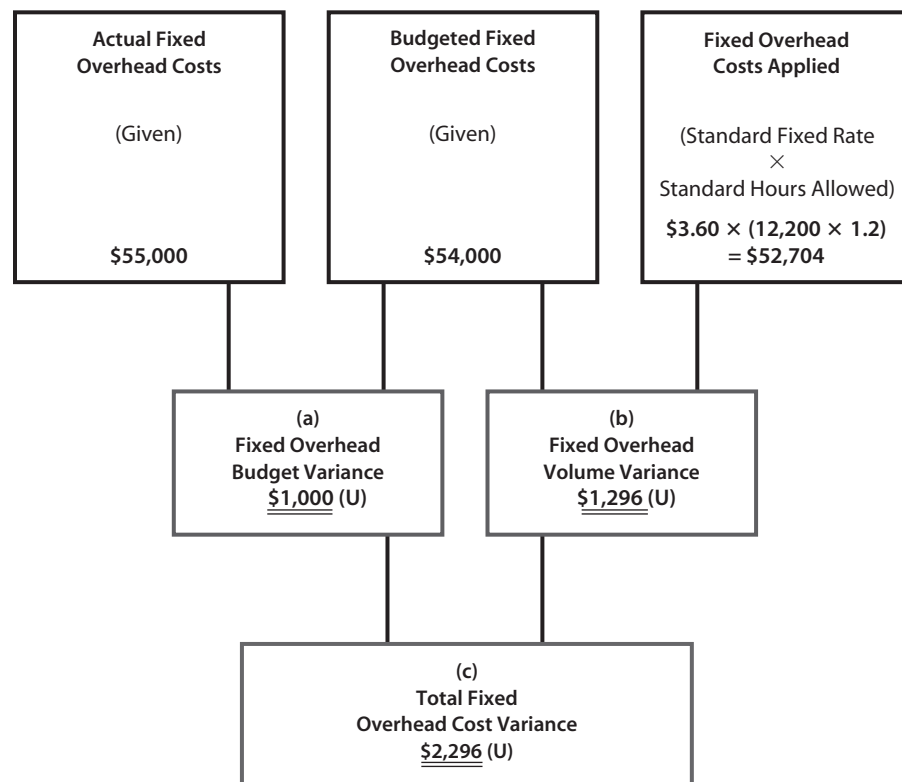 Actual Fixed
Overhead Costs
(Given)
$55,000
Budgeted Fixed
Overhead Costs
(Given)
$54,000
Fixed Overhead
Costs Applied
(Standard Fixed Rate
×
Standard Hours Allowed)
$3.60 × (12,200 × 1.2)
= $52,704
(a)
Fixed Overhead
Budget Variance
$1,000 (U)
(b)
Fixed Overhead
Volume Variance
$1,296 (U)
(c)
Total Fixed
Overhead Cost Variance
$2,296 (U)